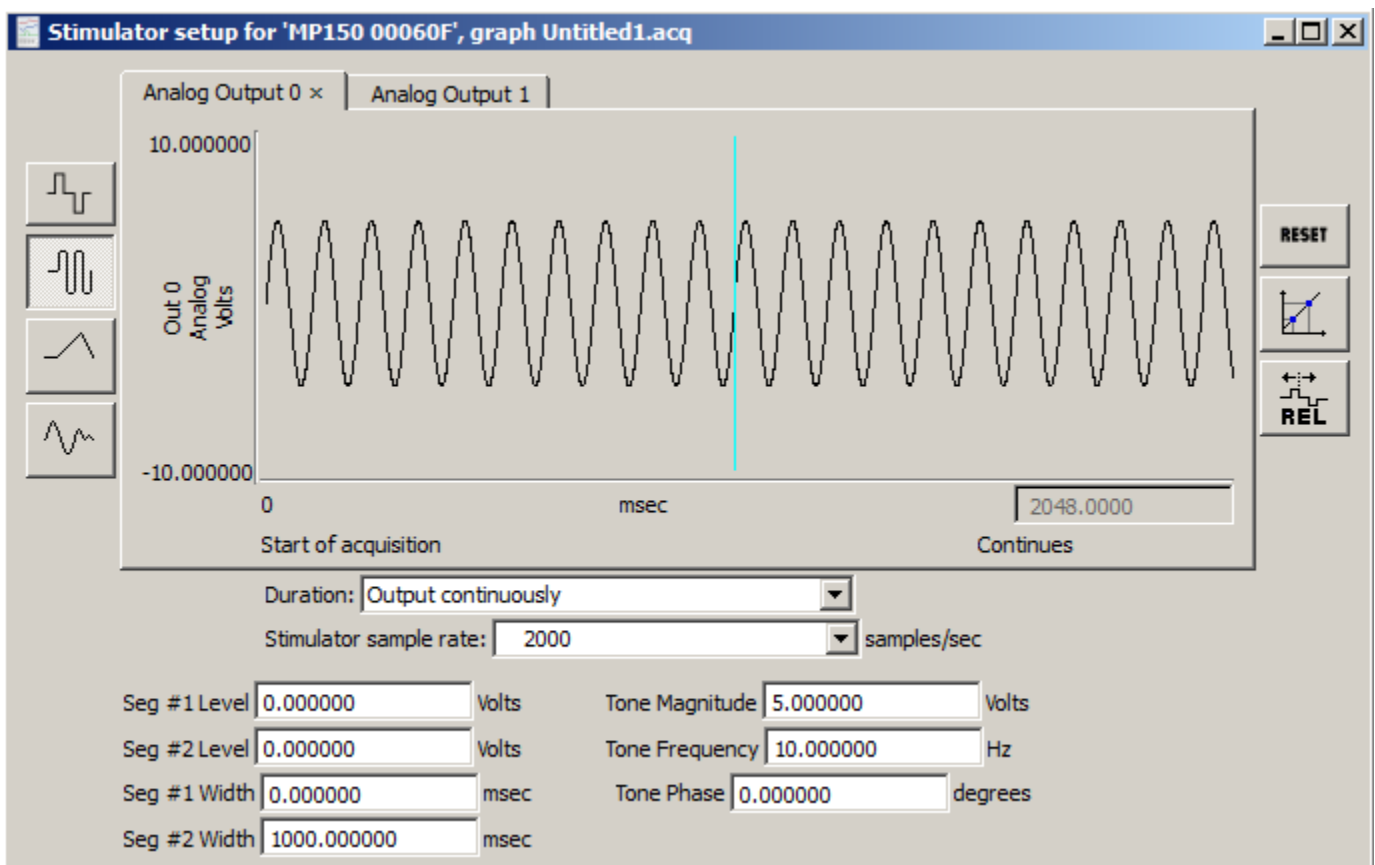 Stimulator setup for 'MP150 00060F', graph Untitled1.acq
Analog Output 0 ×
Analog Output 1
10.000000
Out 0
Analog
Volts
-10.000000
0
msec
2048.0000
Start of acquisition
Continues
RESET
REL
Duration: Output continuously
Stimulator sample rate: 2000 samples/sec
Seg #1 Level 0.000000 Volts
Tone Magnitude 5.000000 Volts
Seg #2 Level 0.000000 Volts
Tone Frequency 10.000000 Hz
Seg #1 Width 0.000000 msec
Tone Phase 0.000000 degrees
Seg #2 Width 1000.000000 msec